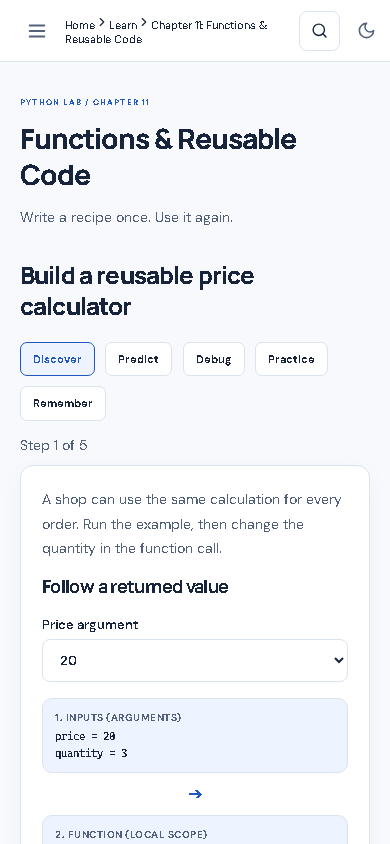 Home > Learn > Chapter 11: Functions &
Reusable Code
PYTHON LAB / CHAPTER 11
Functions & Reusable
Code
Write a recipe once. Use it again.
Build a reusable price
calculator
Discover
Predict
Debug
Practice
Remember
Step 1 of 5
A shop can use the same calculation for every
order. Run the example, then change the
quantity in the function call.
Follow a returned value
Price argument
20
1. INPUTS (ARGUMENTS)
price = 20
quantity = 3
→
2. FUNCTION (LOCAL SCOPE)